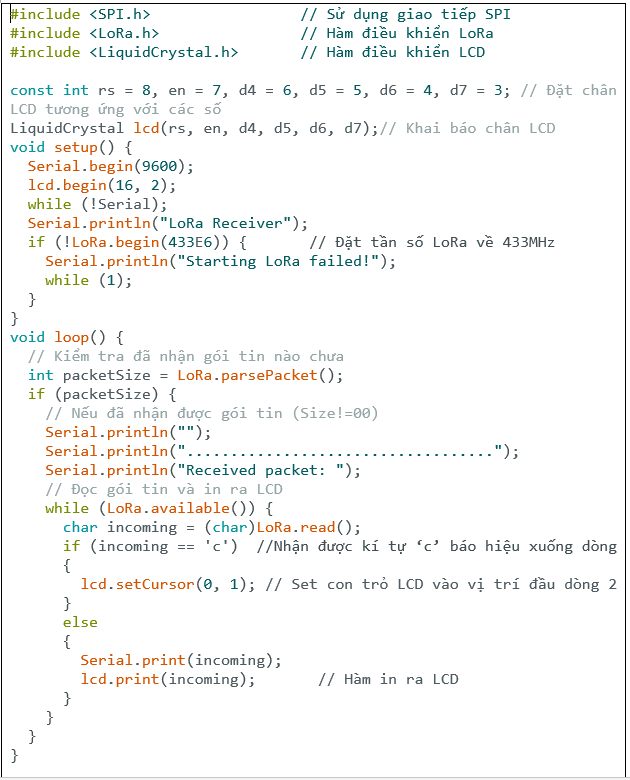 #include <SPI.h>                 // Sử dụng giao tiếp SPI
#include <LoRa.h>                // Hàm điều khiển LoRa
#include <LiquidCrystal.h>       // Hàm điều khiển LCD

const int rs = 8, en = 7, d4 = 6, d5 = 5, d6 = 4, d7 = 3; // Đặt chân
LCD tương ứng với các số
LiquidCrystal lcd(rs, en, d4, d5, d6, d7);// Khai báo chân LCD
void setup() {
  Serial.begin(9600);
  lcd.begin(16, 2);
  while (!Serial);
  Serial.println("LoRa Receiver");
  if (!LoRa.begin(433E6)) {       // Đặt tần số LoRa về 433MHz
    Serial.println("Starting LoRa failed!");
    while (1);
  }
}
void loop() {
  // Kiểm tra đã nhận gói tin nào chưa
  int packetSize = LoRa.parsePacket();
  if (packetSize) {
    // Nếu đã nhận được gói tin (Size!=00)
    Serial.println("");
    Serial.println("...................................");
    Serial.println("Received packet: ");
    // Đọc gói tin và in ra LCD
    while (LoRa.available()) {
      char incoming = (char)LoRa.read();
      if (incoming == 'c')  //Nhận được kí tự ‘c’ báo hiệu xuống dòng
      {
        lcd.setCursor(0, 1); // Set con trỏ LCD vào vị trí đầu dòng 2
      }
      else
      {
        Serial.print(incoming);
        lcd.print(incoming);       // Hàm in ra LCD
      }
    }
  }
}